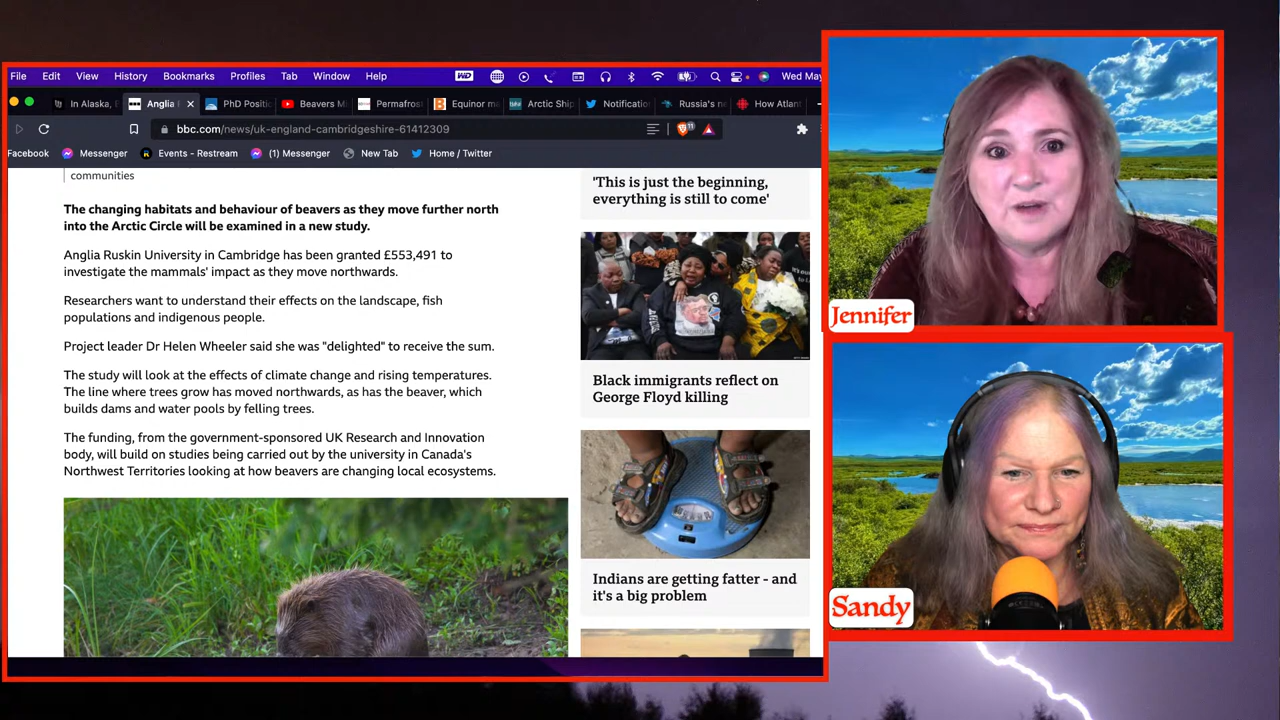 File Edit View History Bookmarks Profiles Tab Window Help Wed May
In Alaska, Anglia PhD Positi Beavers M Permafros Equinor ma Arctic Ship Notificatio Russia's n How Atlant
bbc.com/news/uk-england-cambridgeshire-61412309
Facebook Messenger Events - Restream (1) Messenger New Tab Home / Twitter
communities
The changing habitats and behaviour of beavers as they move further north
into the Arctic Circle will be examined in a new study.
Anglia Ruskin University in Cambridge has been granted £553,491 to
investigate the mammals' impact as they move northwards.
Researchers want to understand their effects on the landscape, fish
populations and indigenous people.
Project leader Dr Helen Wheeler said she was "delighted" to receive the sum.
The study will look at the effects of climate change and rising temperatures.
The line where trees grow has moved northwards, as has the beaver, which
builds dams and water pools by felling trees.
The funding, from the government-sponsored UK Research and Innovation
body, will build on studies being carried out by the university in Canada's
Northwest Territories looking at how beavers are changing local ecosystems.
'This is just the beginning,
everything is still to come'
Black immigrants reflect on
George Floyd killing
Indians are getting fatter - and
it's a big problem
Jennifer
Sandy